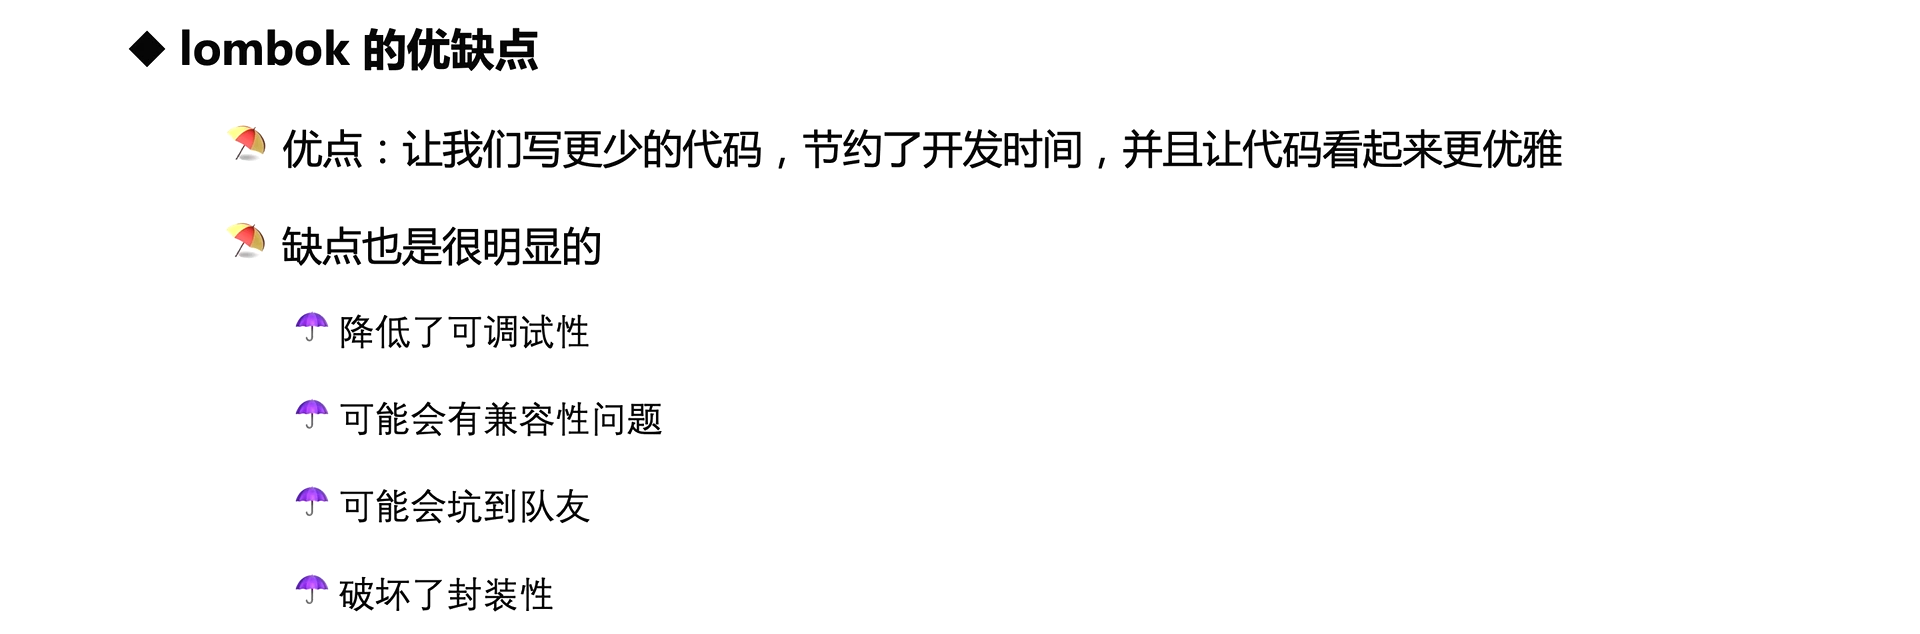 ◆ lombok 的优缺点
优点：让我们写更少的代码，节约了开发时间，并且让代码看起来更优雅
缺点也是很明显的
降低了可调试性
可能会有兼容性问题
可能会坑到队友
破坏了封装性